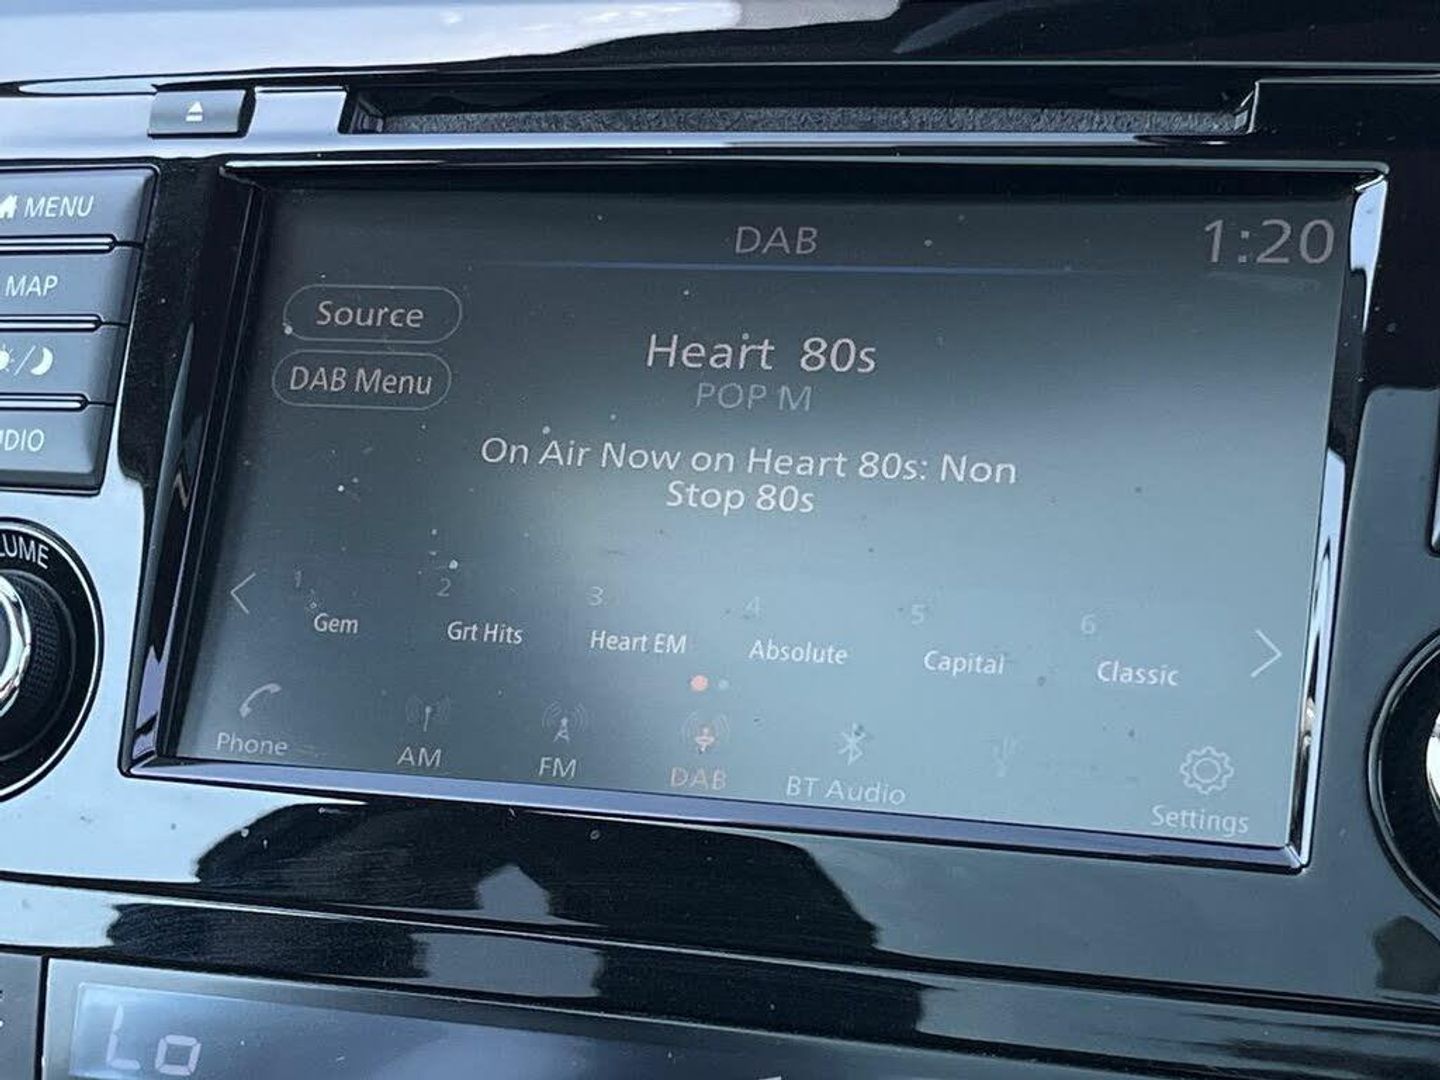 MENU
MAP
DIO
LUME
DAB
1:20
Source
DAB Menu
Heart 80s
POP M
On Air Now on Heart 80s: Non
Stop 80s
1 2 3 4 5 6
Gem Grt Hits Heart EM Absolute Capital Classic
Phone AM FM DAB BT Audio Settings
Lo